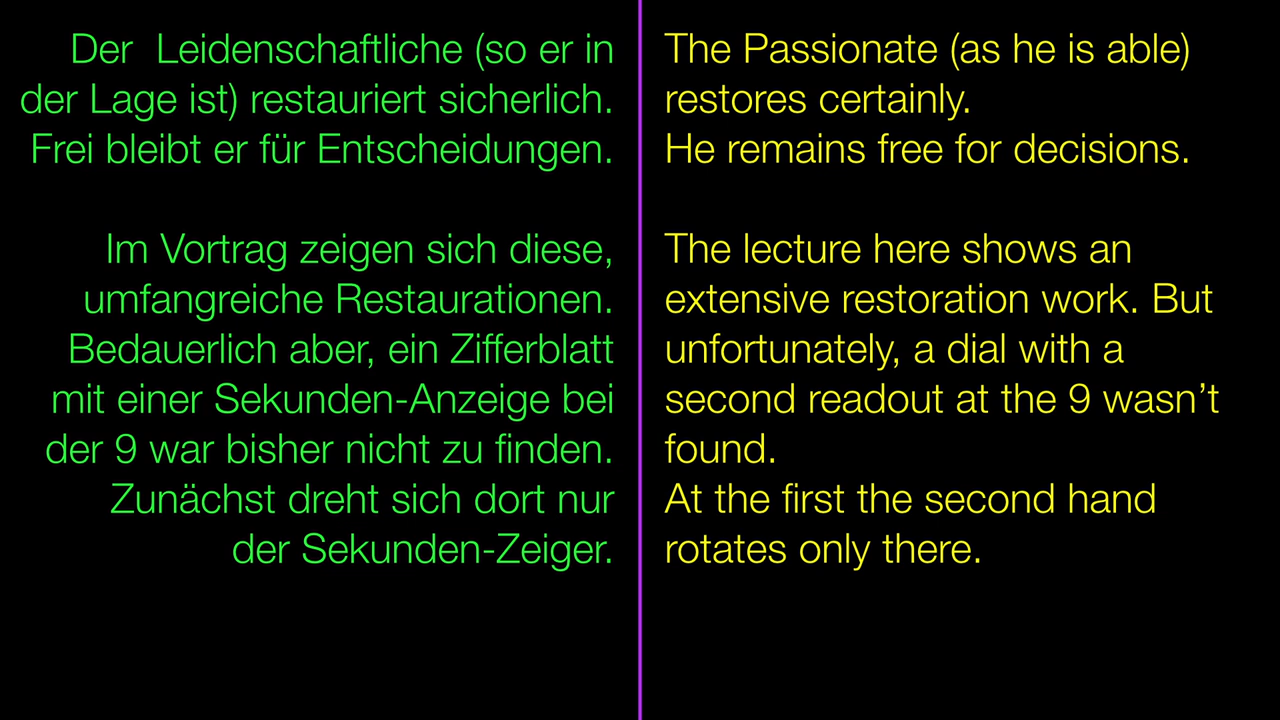 Der  Leidenschaftliche (so er in
der Lage ist) restauriert sicherlich.
Frei bleibt er für Entscheidungen.
Im Vortrag zeigen sich diese,
umfangreiche Restaurationen.
Bedauerlich aber, ein Zifferblatt
mit einer Sekunden-Anzeige bei
der 9 war bisher nicht zu finden.
Zunächst dreht sich dort nur
der Sekunden-Zeiger.
The Passionate (as he is able)
restores certainly.
He remains free for decisions.
The lecture here shows an
extensive restoration work. But
unfortunately, a dial with a
second readout at the 9 wasn’t
found.
At the first the second hand
rotates only there.